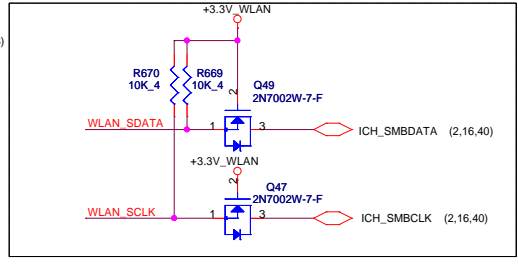 +3.3V_WLAN
R670
10K_4
R669
10K_4
Q49
2N7002W-7-F
2
WLAN_SDATA
1
3
ICH_SMBDATA (2,16,40)
+3.3V_WLAN
2
Q47
2N7002W-7-F
WLAN_SCLK
1
3
ICH_SMBCLK (2,16,40)